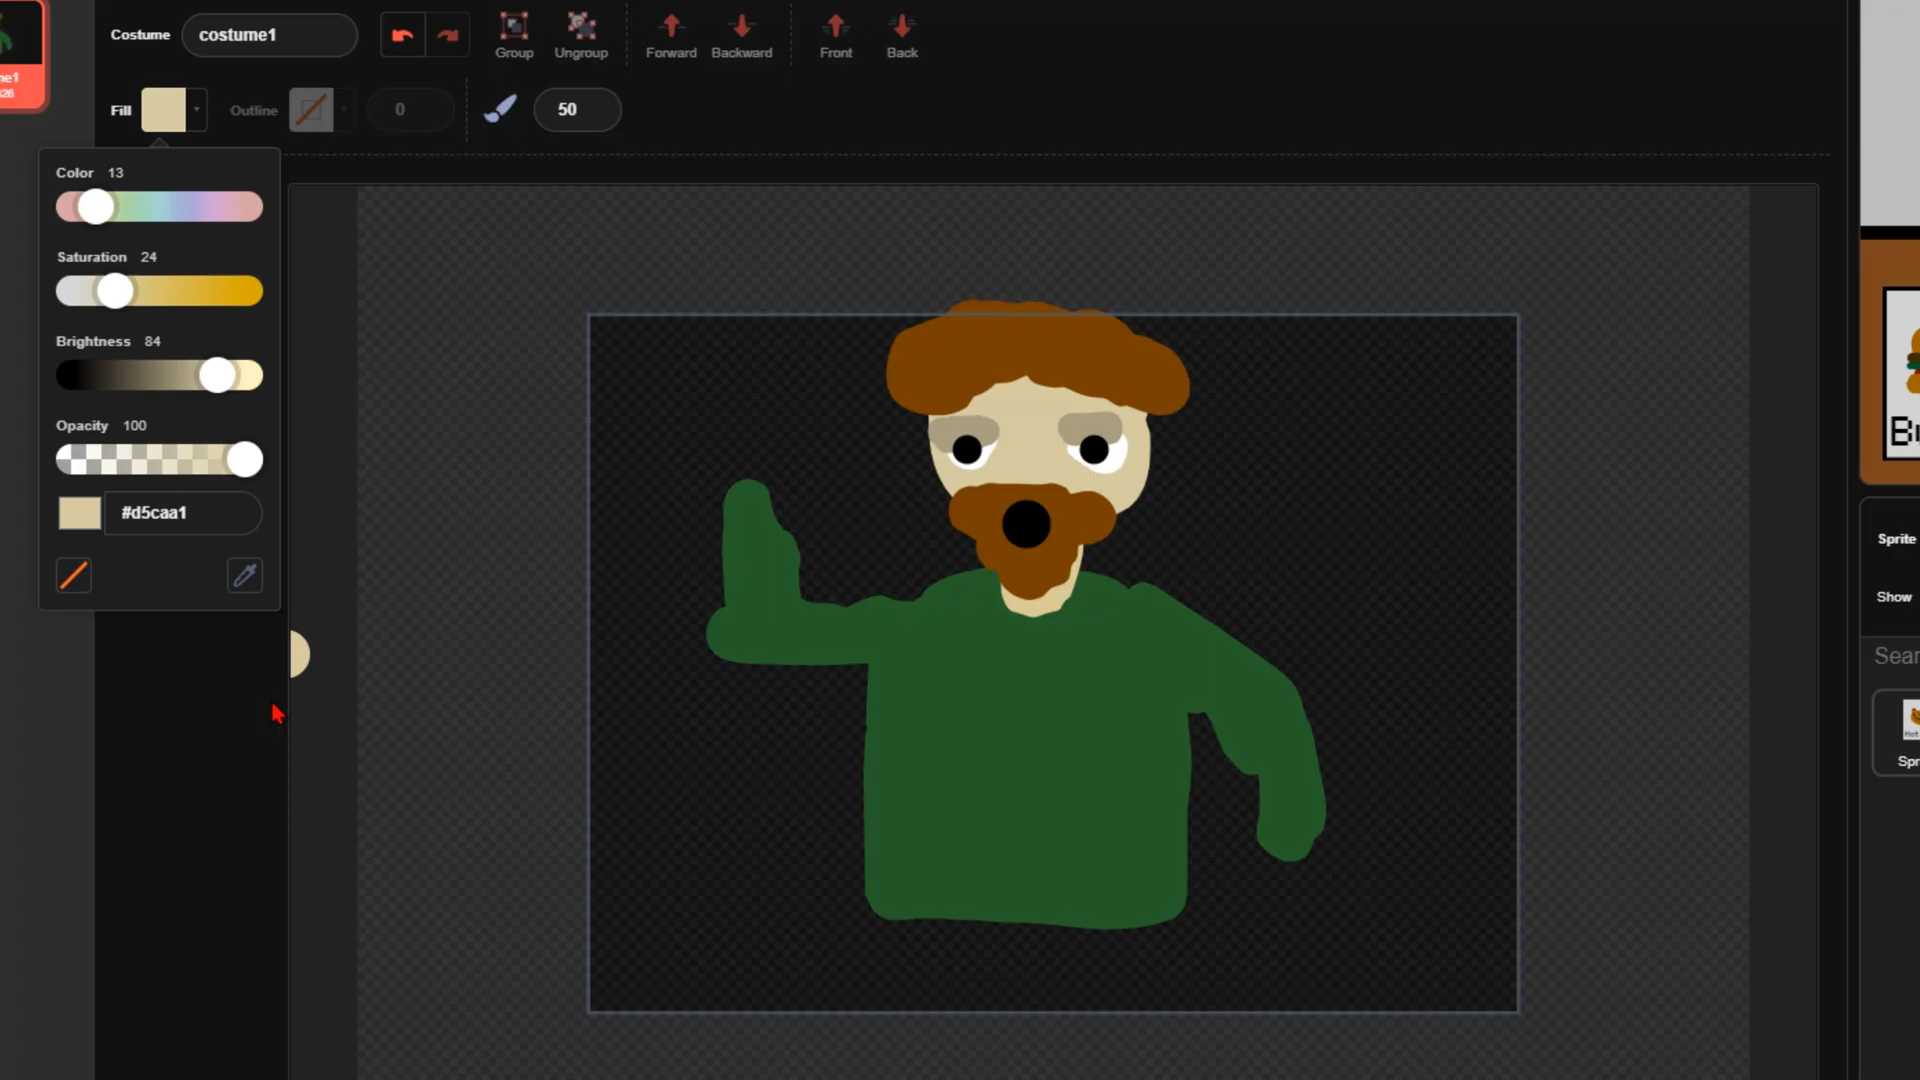 Costume costume1
Group Ungroup Forward Backward Front Back
Fill Outline 0 50
Color 13
Saturation 24
Brightness 84
Opacity 100
#d5caa1
Sprite
Show